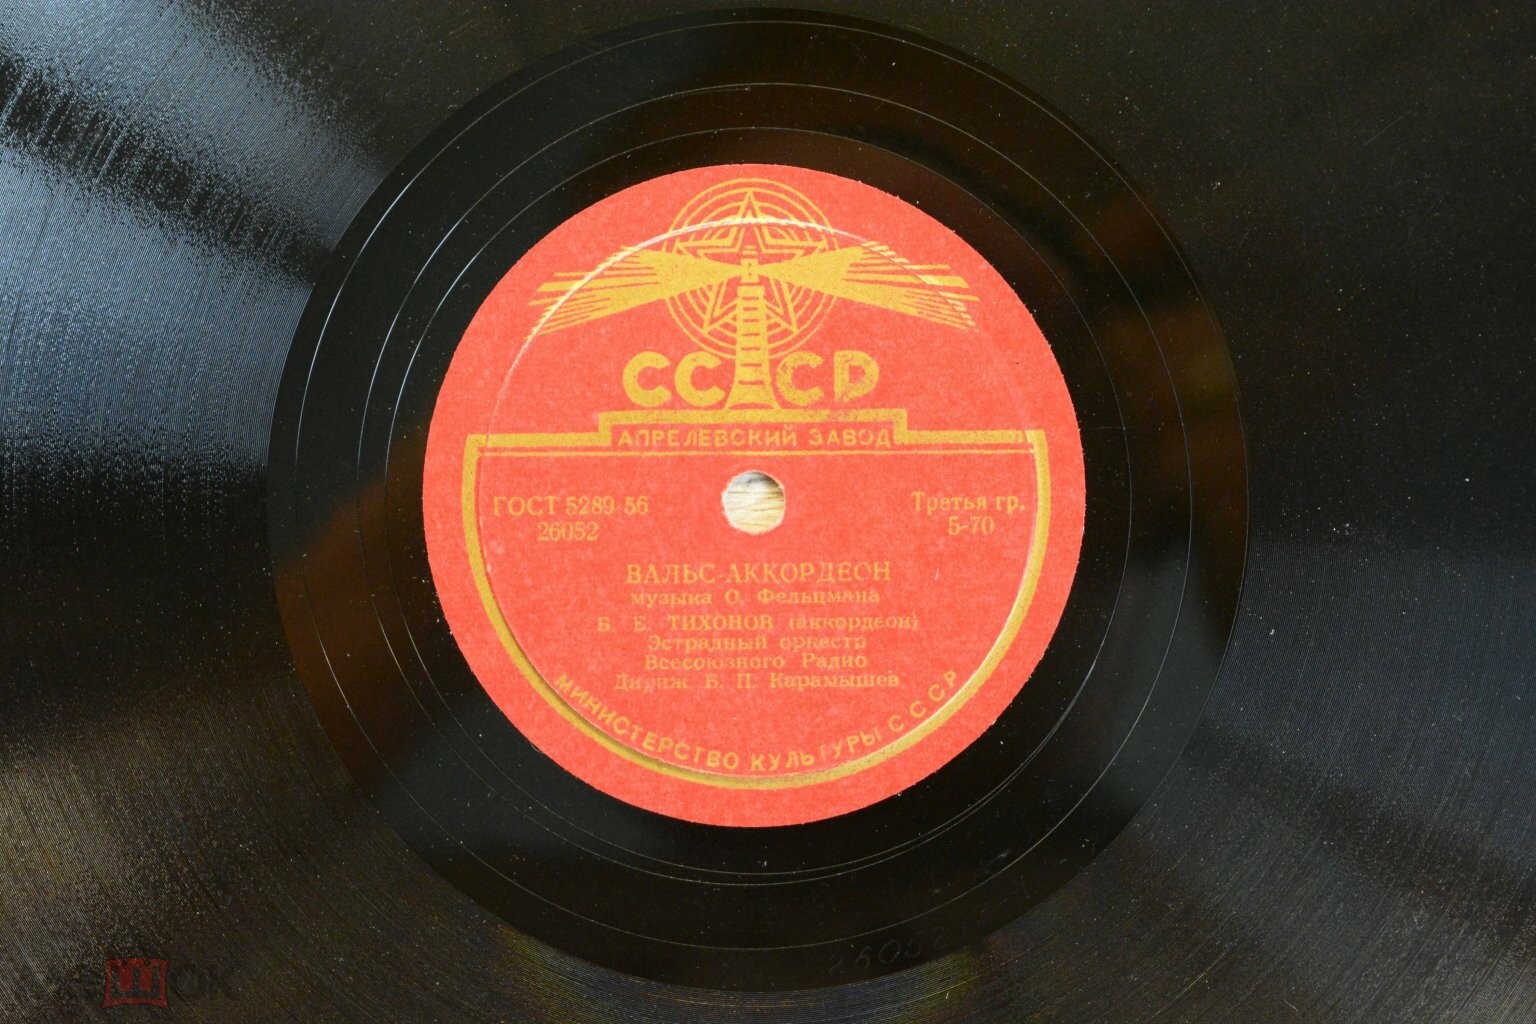 СССР
АПРЕЛЕВСКИЙ ЗАВОД
ГОСТ 5289-56
26052
Третья гр.
5-70
ВАЛЬС-АККОРДЕОН
музыка О. Фельцмана
Б. Е. ТИХОНОВ (аккордеон)
Эстрадный оркестр
Всесоюзного Радио
Дириж Б. П. Карамышев
МИНИСТЕРСТВО КУЛЬТУРЫ СССР
26052